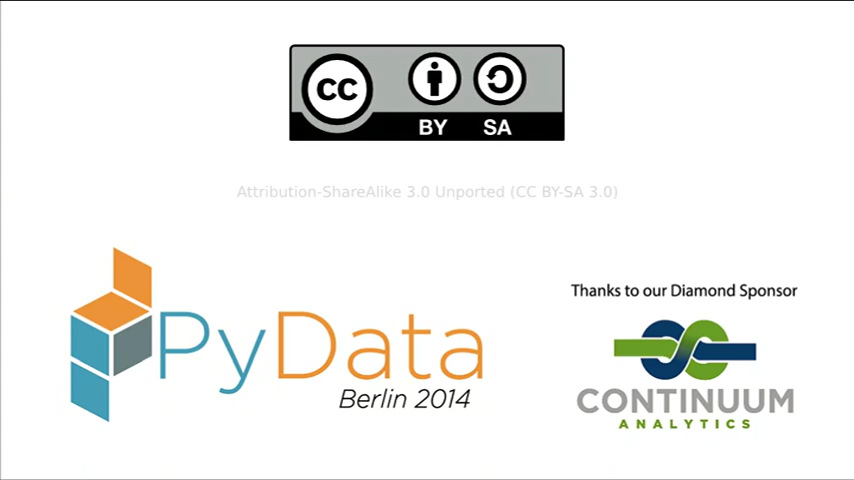 CC
BY SA
Attribution-ShareAlike 3.0 Unported (CC BY-SA 3.0)
PyData
Berlin 2014
Thanks to our Diamond Sponsor
CONTINUUM
ANALYTICS